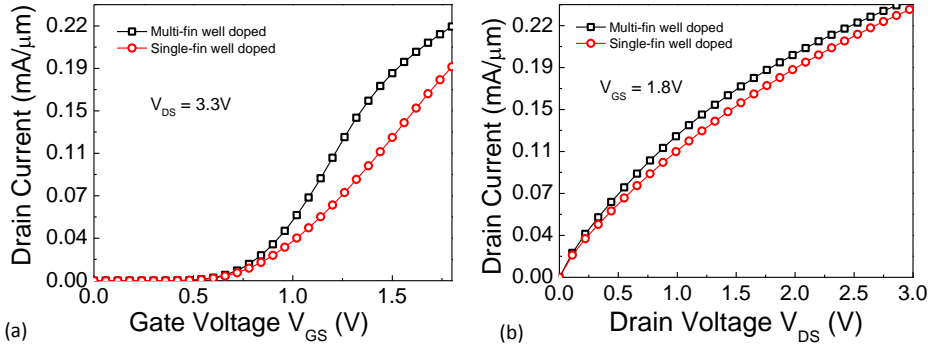 0.22
0.19
0.15
0.11
0.07
0.04
0.00
Drain Current (mA/μm)
Multi-fin well doped
Single-fin well doped
V_DS = 3.3V
0.0 0.5 1.0 1.5
(a) Gate Voltage V_GS (V)
0.22
0.19
0.15
0.11
0.07
0.04
0.00
Drain Current (mA/μm)
Multi-fin well doped
Single-fin well doped
V_GS = 1.8V
0.0 0.5 1.0 1.5 2.0 2.5 3.0
(b) Drain Voltage V_DS (V)